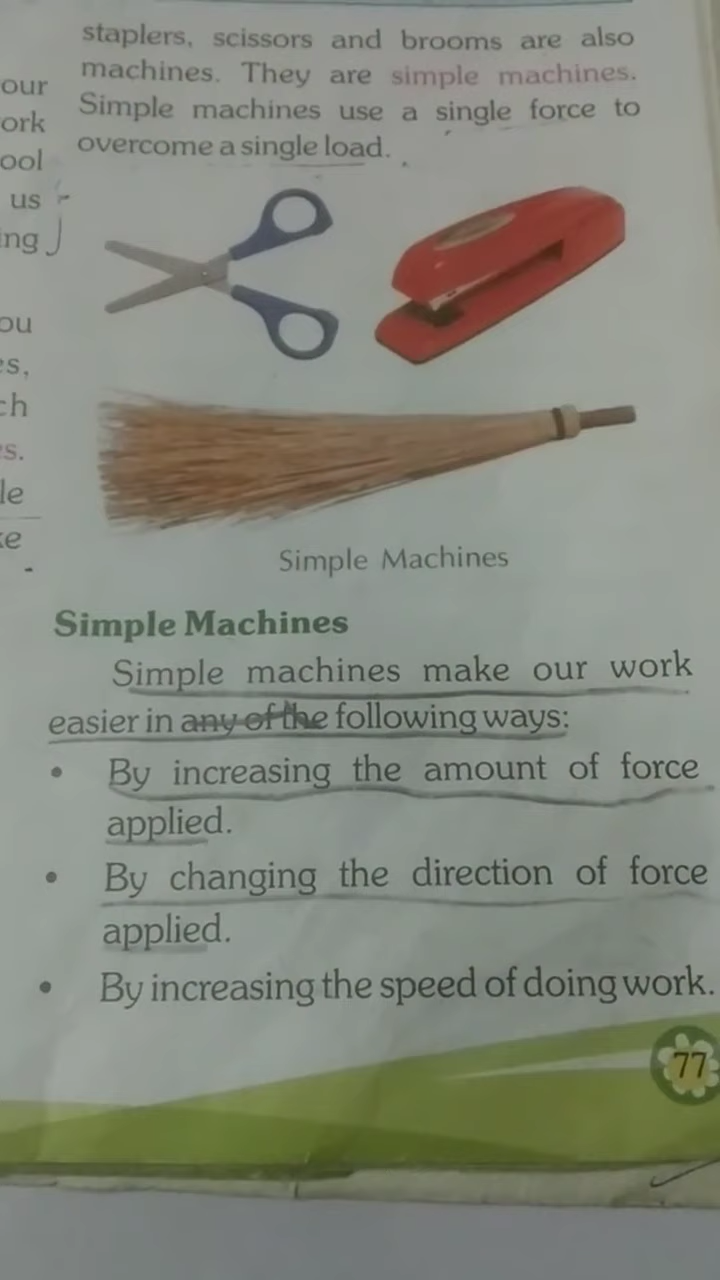 our
ork
ool
us
ing
ou
es,
ch
s.
le
ke
staplers, scissors and brooms are also
machines. They are simple machines.
Simple machines use a single force to
overcome a single load.
Simple Machines
Simple Machines
Simple machines make our work
easier in any of the following ways:
• By increasing the amount of force
applied.
• By changing the direction of force
applied.
• By increasing the speed of doing work.
77